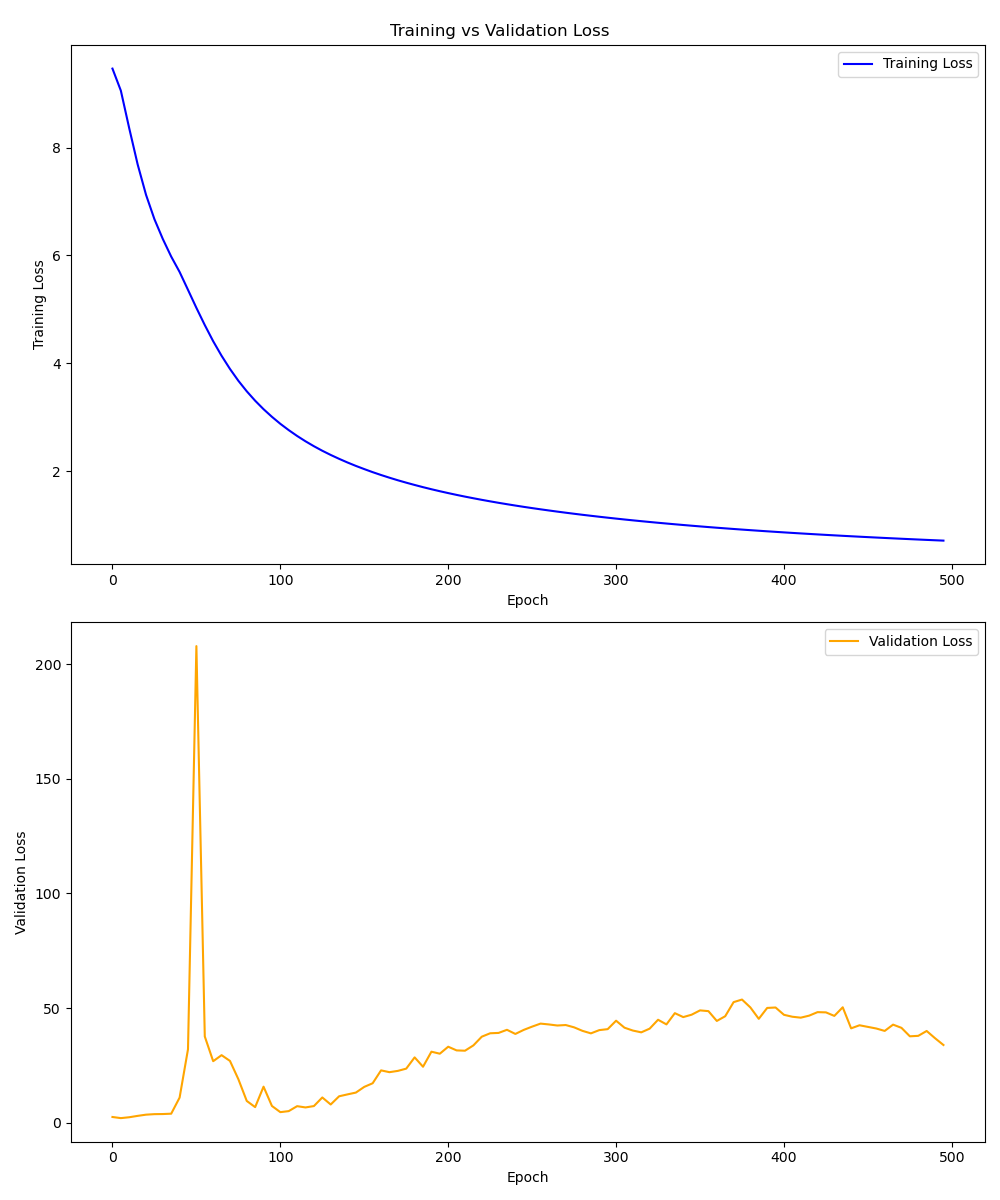 Training vs Validation Loss
Training Loss
8
6
4
2
Training Loss
0 100 200 300 400 500
Epoch
Validation Loss
200
150
100
50
0
Validation Loss
0 100 200 300 400 500
Epoch